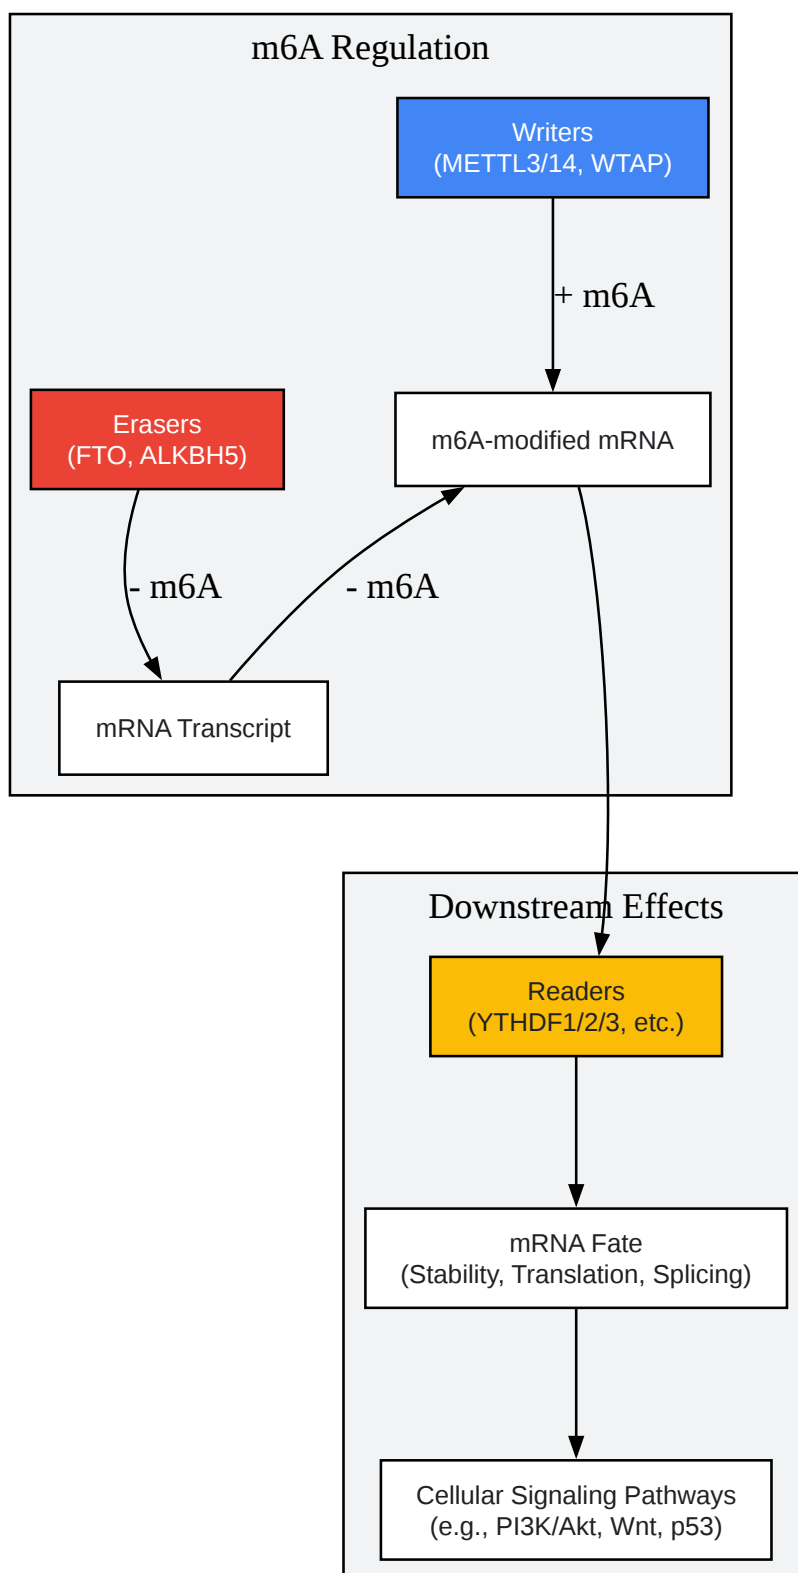 m6A Regulation
Writers
(METTL3/14, WTAP)
+ m6A
Erasers
(FTO, ALKBH5)
m6A-modified mRNA
- m6A
- m6A
mRNA Transcript
Downstream Effects
Readers
(YTHDF1/2/3, etc.)
mRNA Fate
(Stability, Translation, Splicing)
Cellular Signaling Pathways
(e.g., PI3K/Akt, Wnt, p53)